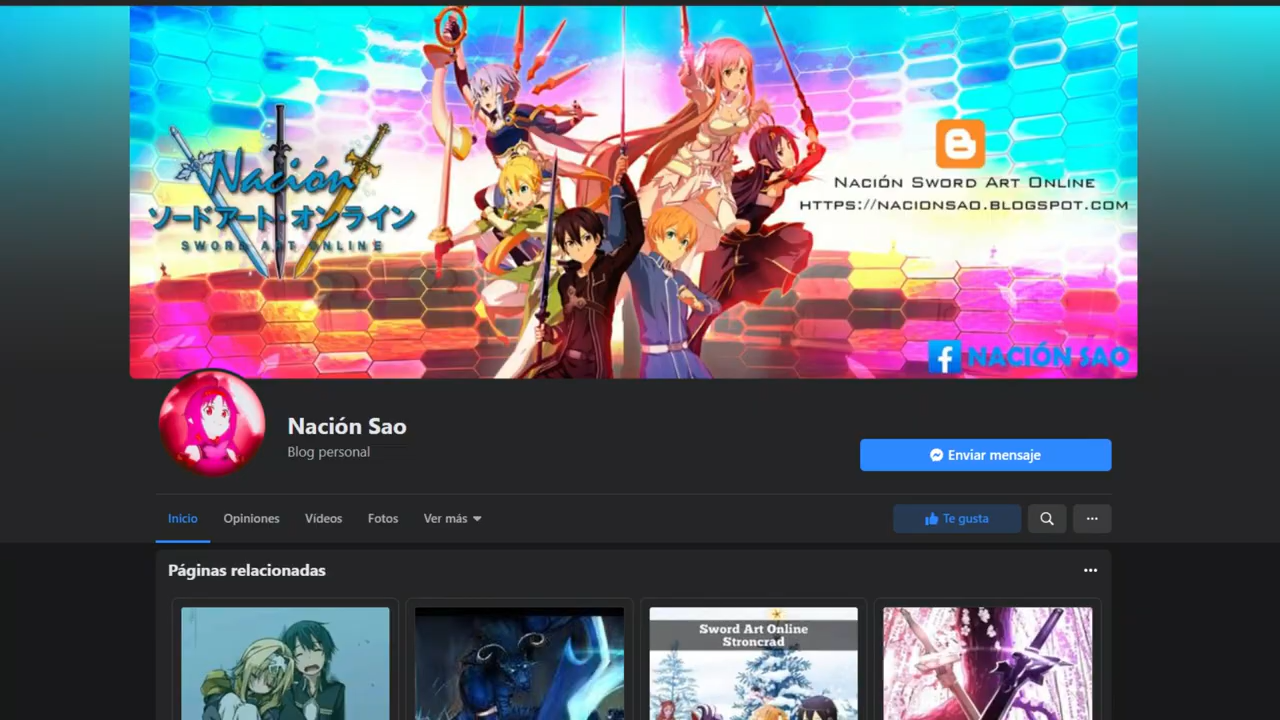 Nación
ソードアート・オンライン
SWORD ART ONLINE
Nación Sword Art Online
https://nacionsao.blogspot.com
NACIÓN SAO
Nación Sao
Blog personal
Enviar mensaje
Inicio
Opiniones
Vídeos
Fotos
Ver más
Te gusta
Páginas relacionadas
Sword Art Online
Stroncrad